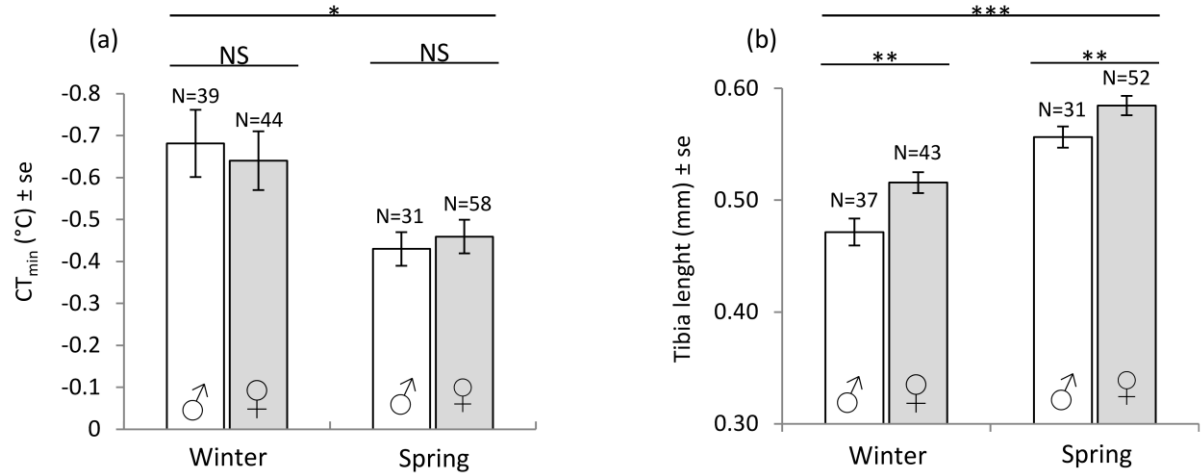 (a)
*
NS
NS
CTmin (°C) ± se
-0.8
-0.7
-0.6
-0.5
-0.4
-0.3
-0.2
-0.1
0
N=39
N=44
N=31
N=58
♂
♀
♂
♀
Winter
Spring
(b)
***
**
**
Tibia lenght (mm) ± se
0.60
0.50
0.40
0.30
N=37
N=43
N=31
N=52
♂
♀
♂
♀
Winter
Spring